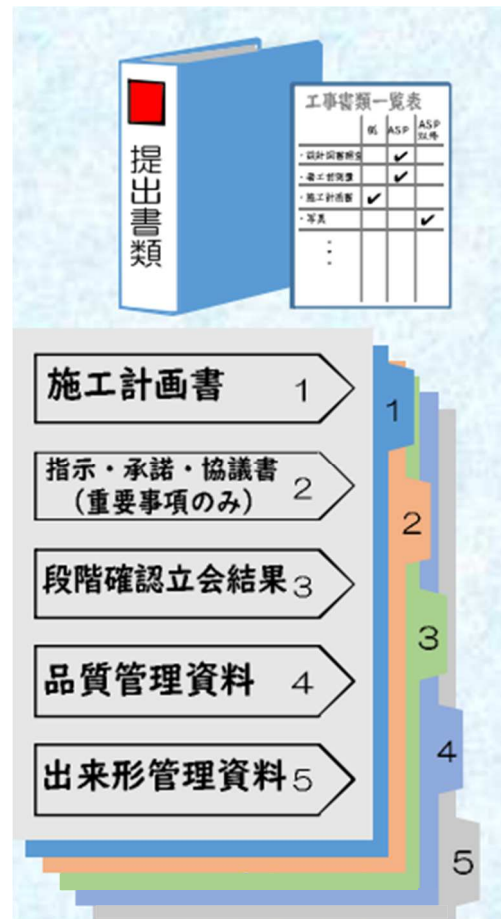 提出書類
工事書類一覧表
紙 ASP ASP以外
・設計図書照査 ✔
・着工前測量 ✔
・施工計画書 ✔
・写真 ✔
施工計画書 1
指示・承諾・協議書
(重要事項のみ) 2
段階確認立会結果 3
品質管理資料 4
出来形管理資料 5
1
2
3
4
5